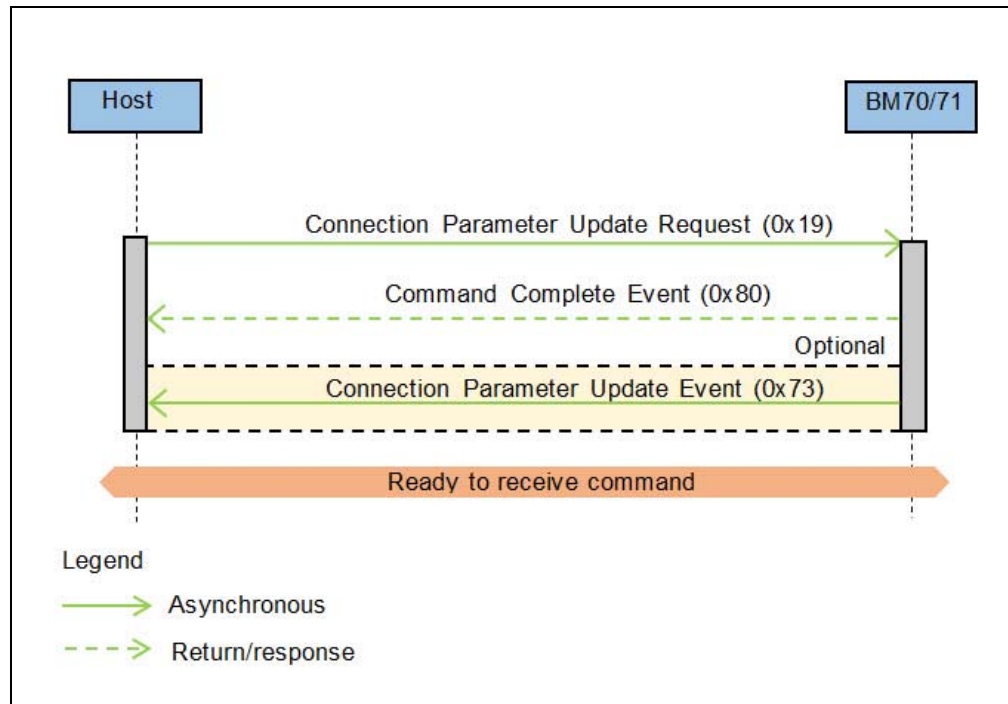 Host
BM70/71
Connection Parameter Update Request (0x19)
Command Complete Event (0x80)
Optional
Connection Parameter Update Event (0x73)
Ready to receive command
Legend
Asynchronous
Return/response